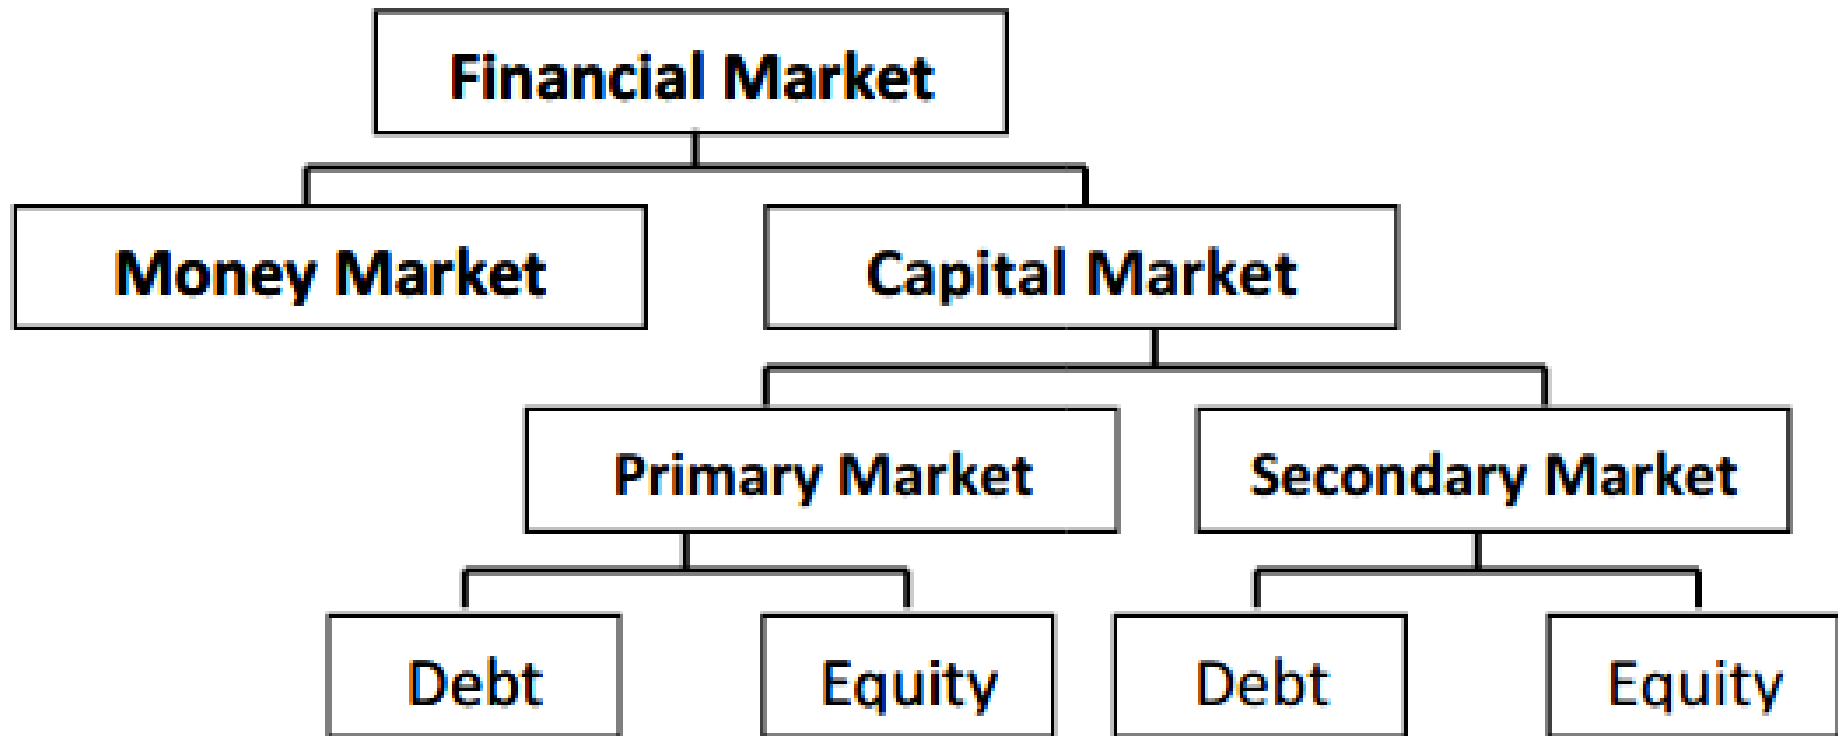 Financial Market
Money Market
Capital Market
Primary Market
Secondary Market
Debt
Equity
Debt
Equity